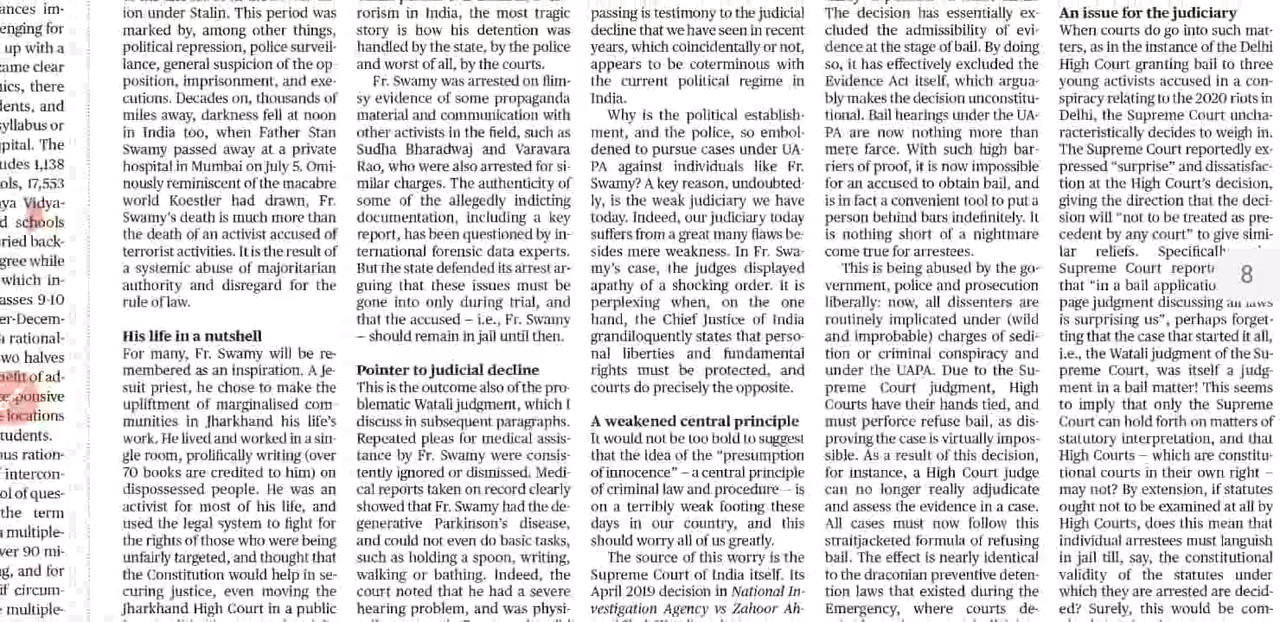 ances im-
enging for
up with a
ame clear
ics, there
dents, and
syllabus or
pital. The
udes 1,138
ols, 17,553
ya Vidya-
d schools
ried back-
gree while
which in-
asses 9-10
er-Decem-
rational-
wo halves
nefit of ad-
ponsive
locations
tudents.
us ration-
intercon-
ol of ques-
the term
multiple-
ver 90 mi-
g, and for
if circum-
multiple-
ion under Stalin. This period was
marked by, among other things,
political repression, police surveil-
lance, general suspicion of the op
position, imprisonment, and exe-
cutions. Decades on, thousands of
miles away, darkness fell at noon
in India too, when Father Stan
Swamy passed away at a private
hospital in Mumbai on July 5. Omi-
nously reminiscent of the macabre
world Koestler had drawn, Fr.
Swamy's death is much more than
the death of an activist accused of
terrorist activities. It is the result of
a systemic abuse of majoritarian
authority and disregard for the
rule of law.
His life in a nutshell
For many, Fr. Swamy will be re-
membered as an inspiration. A Je-
suit priest, he chose to make the
upliftment of marginalised com-
munities in Jharkhand his life's
work. He lived and worked in a sin-
gle room, prolifically writing (over
70 books are credited to him) on
dispossessed people. He was an
activist for most of his life, and
used the legal system to fight for
the rights of those who were being
unfairly targeted, and thought that
the Constitution would help in se-
curing justice, even moving the
Jharkhand High Court in a public
rorism in India, the most tragic
story is how his detention was
handled by the state, by the police
and worst of all, by the courts.
Fr. Swamy was arrested on flim-
sy evidence of some propaganda
material and communication with
other activists in the field, such as
Sudha Bharadwaj and Varavara
Rao, who were also arrested for si-
milar charges. The authenticity of
some of the allegedly indicting
documentation, including a key
report, has been questioned by in-
ternational forensic data experts.
But the state defended its arrest ar-
guing that these issues must be
gone into only during trial, and
that the accused – i.e., Fr. Swamy
– should remain in jail until then.
Pointer to judicial decline
This is the outcome also of the pro-
blematic Watali judgment, which I
discuss in subsequent paragraphs.
Repeated pleas for medical assis-
tance by Fr. Swamy were consis-
tently ignored or dismissed. Medi-
cal reports taken on record clearly
showed that Fr. Swamy had the de-
generative Parkinson's disease,
and could not even do basic tasks,
such as holding a spoon, writing,
walking or bathing. Indeed, the
court noted that he had a severe
hearing problem, and was physi-
passing is testimony to the judicial
decline that we have seen in recent
years, which coincidentally or not,
appears to be coterminous with
the current political regime in
India.
Why is the political establish-
ment, and the police, so embol-
dened to pursue cases under UA-
PA against individuals like Fr.
Swamy? A key reason, undoubted-
ly, is the weak judiciary we have
today. Indeed, our judiciary today
suffers from a great many flaws be-
sides mere weakness. In Fr. Swa-
my's case, the judges displayed
apathy of a shocking order. It is
perplexing when, on the one
hand, the Chief Justice of India
grandiloquently states that perso-
nal liberties and fundamental
rights must be protected, and
courts do precisely the opposite.
A weakened central principle
It would not be too bold to suggest
that the idea of the "presumption
of innocence" – a central principle
of criminal law and procedure – is
on a terribly weak footing these
days in our country, and this
should worry all of us greatly.
The source of this worry is the
Supreme Court of India itself. Its
April 2019 decision in National In-
vestigation Agency vs Zahoor Ah-
The decision has essentially ex-
cluded the admissibility of evi-
dence at the stage of bail. By doing
so, it has effectively excluded the
Evidence Act itself, which argua-
bly makes the decision unconstitu-
tional. Bail hearings under the UA-
PA are now nothing more than
mere farce. With such high bar-
riers of proof, it is now impossible
for an accused to obtain bail, and
is in fact a convenient tool to put a
person behind bars indefinitely. It
is nothing short of a nightmare
come true for arrestees.
This is being abused by the go-
vernment, police and prosecution
liberally: now, all dissenters are
routinely implicated under (wild
and improbable) charges of sedi-
tion or criminal conspiracy and
under the UAPA. Due to the Su-
preme Court judgment, High
Courts have their hands tied, and
must perforce refuse bail, as dis-
proving the case is virtually impos-
sible. As a result of this decision,
for instance, a High Court judge
can no longer really adjudicate
and assess the evidence in a case.
All cases must now follow this
straitjacketed formula of refusing
bail. The effect is nearly identical
to the draconian preventive deten-
tion laws that existed during the
Emergency, where courts de-
An issue for the judiciary
When courts do go into such mat-
ters, as in the instance of the Delhi
High Court granting bail to three
young activists accused in a con-
spiracy relating to the 2020 riots in
Delhi, the Supreme Court uncha-
racteristically decides to weigh in.
The Supreme Court reportedly ex-
pressed "surprise" and dissatisfac-
tion at the High Court's decision,
giving the direction that the deci-
sion will "not to be treated as pre-
cedent by any court" to give simi-
lar reliefs. Specifically
Supreme Court report
that "in a bail applicatio
page judgment discussing all laws
is surprising us", perhaps forget-
ting that the case that started it all,
i.e., the Watali judgment of the Su-
preme Court, was itself a judg-
ment in a bail matter! This seems
to imply that only the Supreme
Court can hold forth on matters of
statutory interpretation, and that
High Courts – which are constitu-
tional courts in their own right –
may not? By extension, if statutes
ought not to be examined at all by
High Courts, does this mean that
individual arrestees must languish
in jail till, say, the constitutional
validity of the statutes under
which they are arrested are decid-
ed? Surely, this would be com-
8